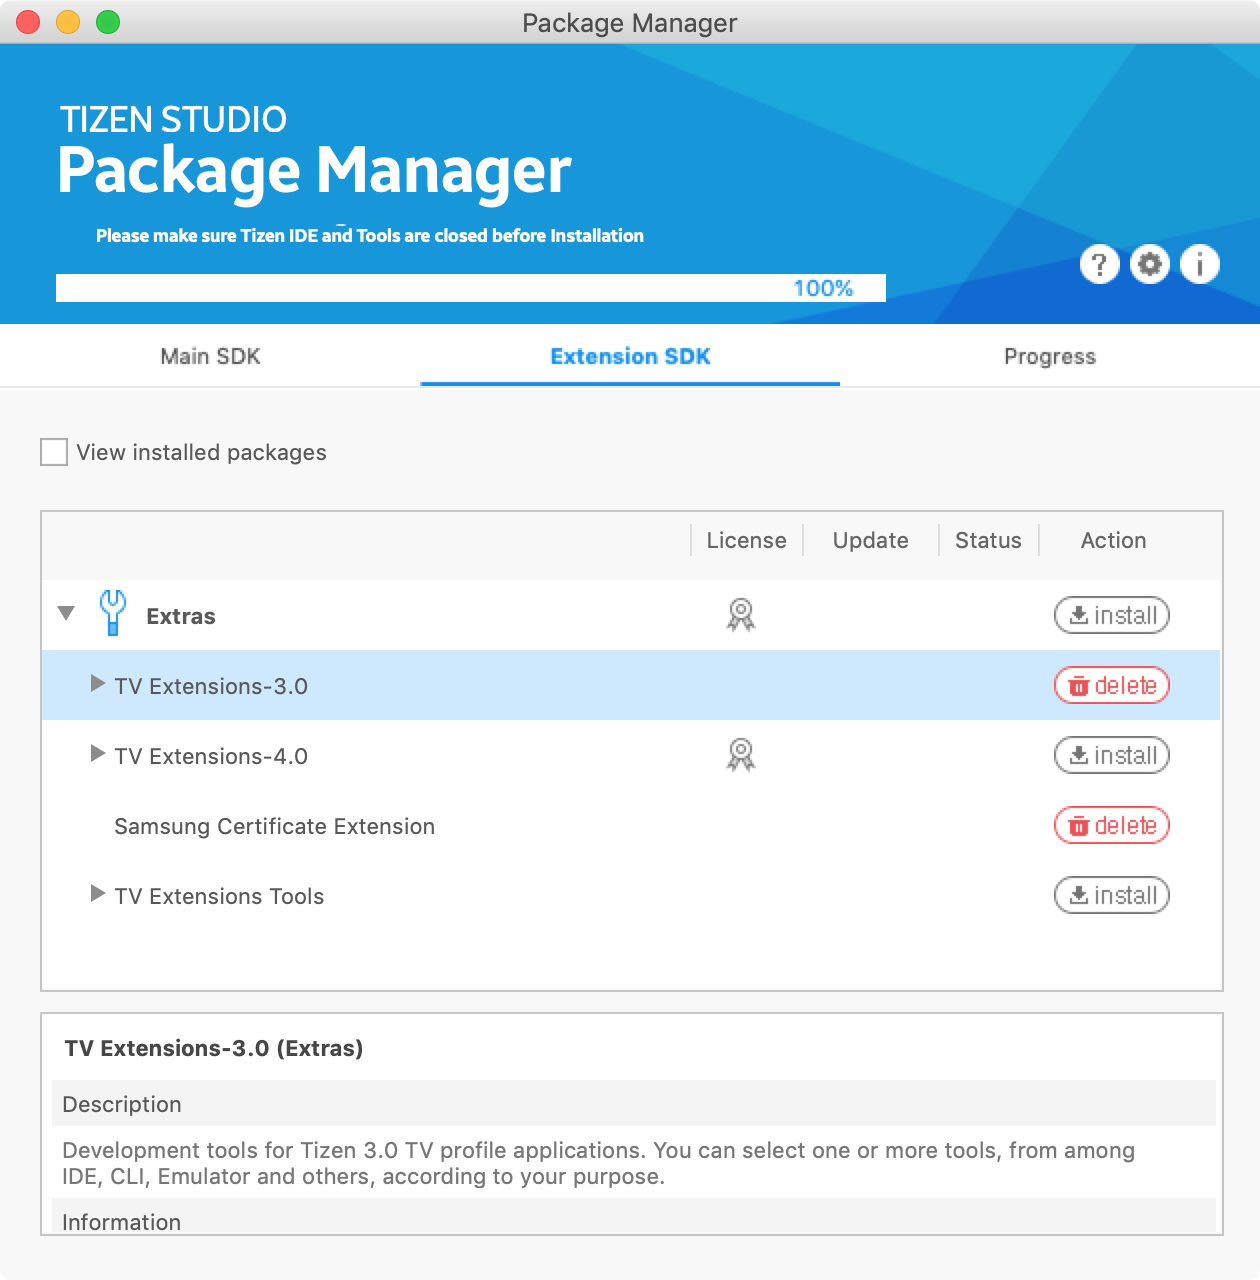 Package Manager
TIZEN STUDIO
Package Manager
Please make sure Tizen IDE and Tools are closed before Installation
100%
?
i
Main SDK Extension SDK Progress
View installed packages
License Update Status Action
Extras install
TV Extensions-3.0 delete
TV Extensions-4.0 install
Samsung Certificate Extension delete
TV Extensions Tools install
TV Extensions-3.0 (Extras)
Description
Development tools for Tizen 3.0 TV profile applications. You can select one or more tools, from among
IDE, CLI, Emulator and others, according to your purpose.
Information